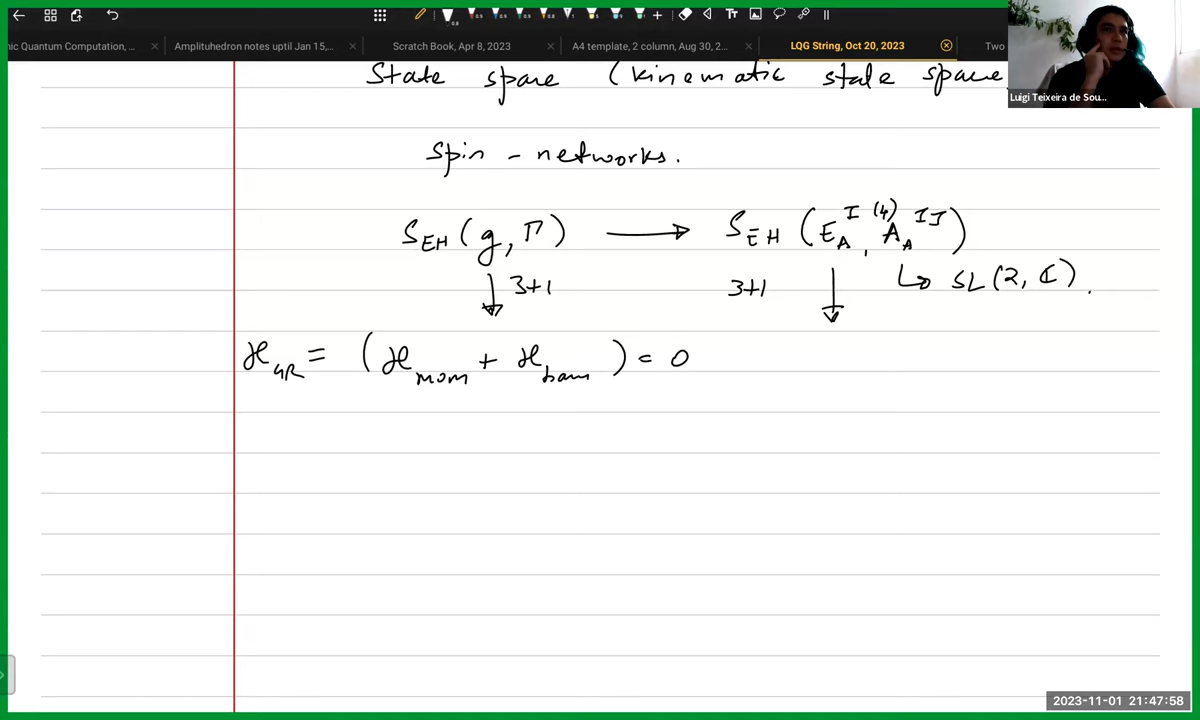 nic Quantum Computation, ... Amplituhedron notes uptil Jan 15,... Scratch Book, Apr 8, 2023 A4 template, 2 column, Aug 30, 2... LQG String, Oct 20, 2023 Two
Luigi Teixeira de Sou...
State space (kinematic state space
spin - networks.
S_EH (g, Γ) → S_EH (E_A^I, ^(4)A_A^IJ)
↓ 3+1 3+1 ↓ ↳ SL(2, ℂ).
ℋ_GR = (ℋ_mom + ℋ_ham) = 0
2023-11-01 21:47:58